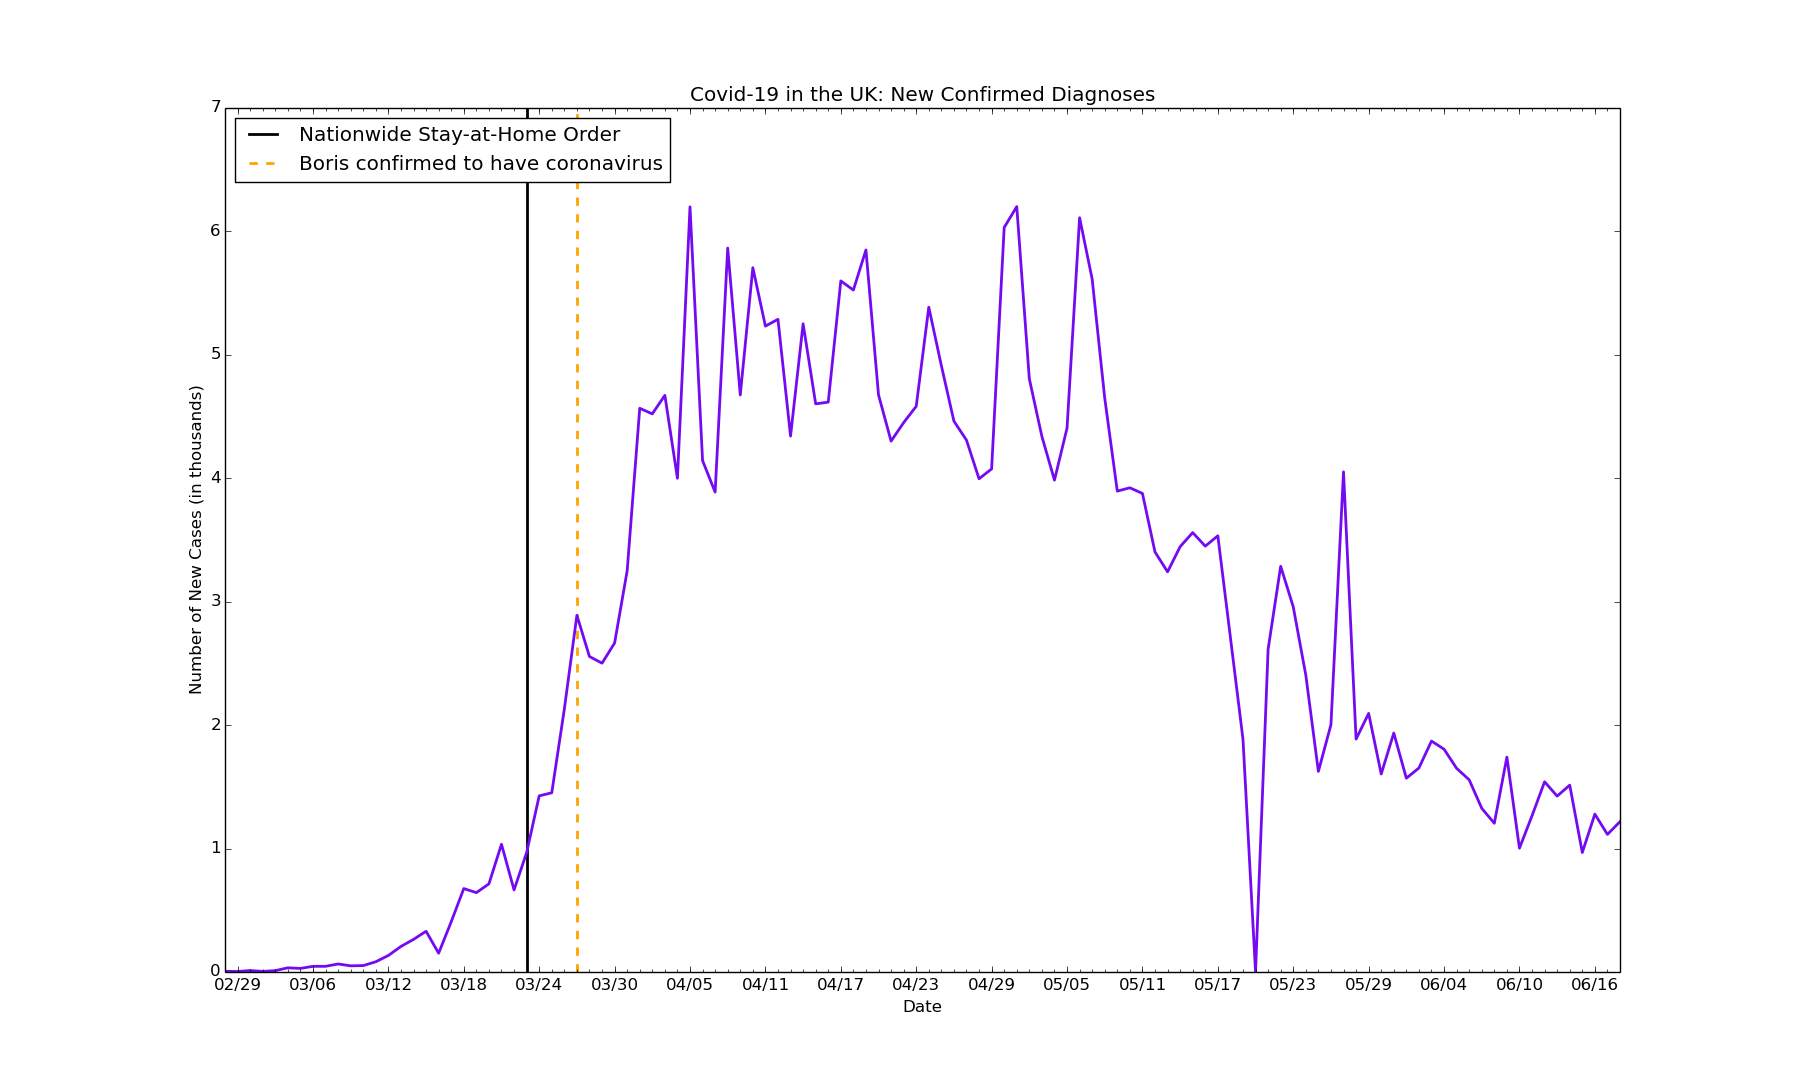 Covid-19 in the UK: New Confirmed Diagnoses
Nationwide Stay-at-Home Order
Boris confirmed to have coronavirus
Number of New Cases (in thousands)
7
6
5
4
3
2
1
0
02/29 03/06 03/12 03/18 03/24 03/30 04/05 04/11 04/17 04/23 04/29 05/05 05/11 05/17 05/23 05/29 06/04 06/10 06/16
Date